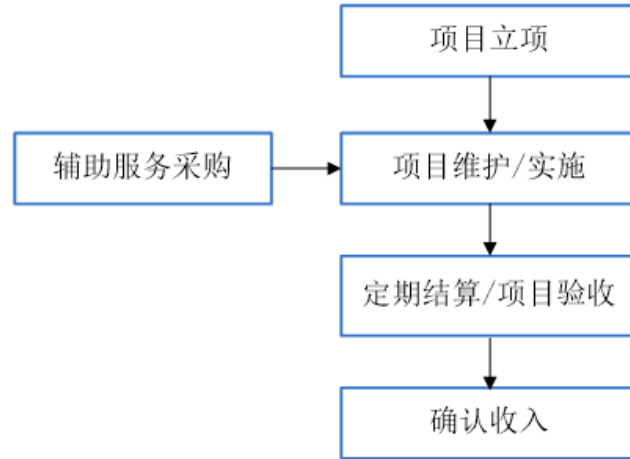 项目立项
辅助服务采购
项目维护/实施
定期结算/项目验收
确认收入